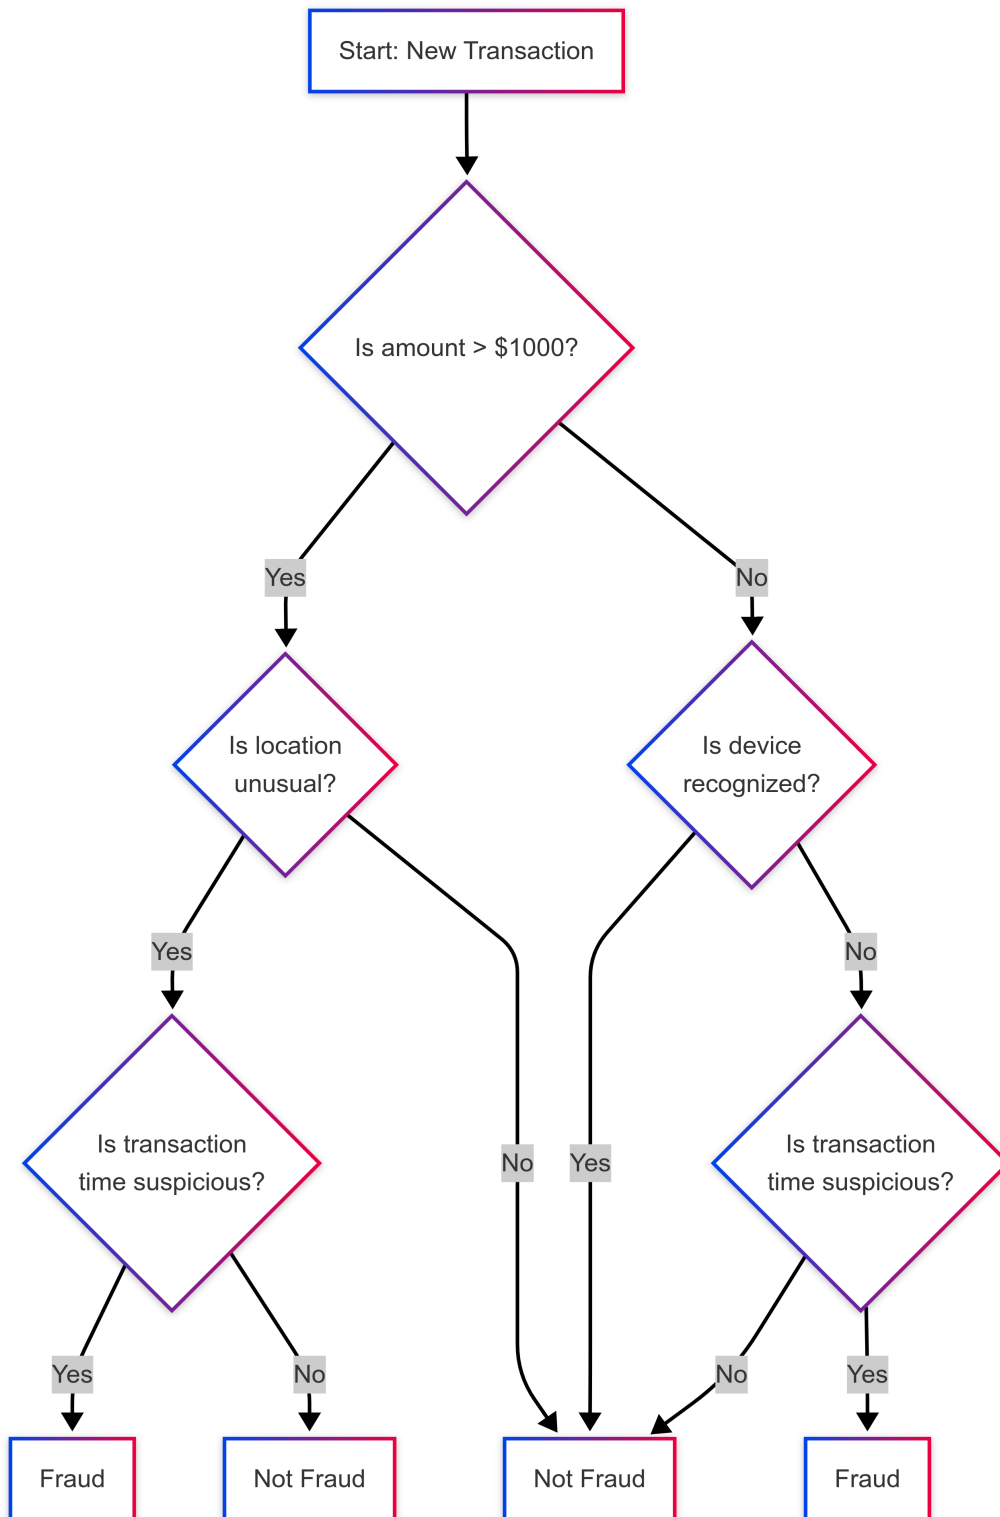 Start: New Transaction
Is amount > $1000?
Yes
No
Is location
unusual?
Is device
recognized?
Yes
No
Is transaction
time suspicious?
No
Yes
Is transaction
time suspicious?
Yes
No
No
Yes
Fraud
Not Fraud
Not Fraud
Fraud